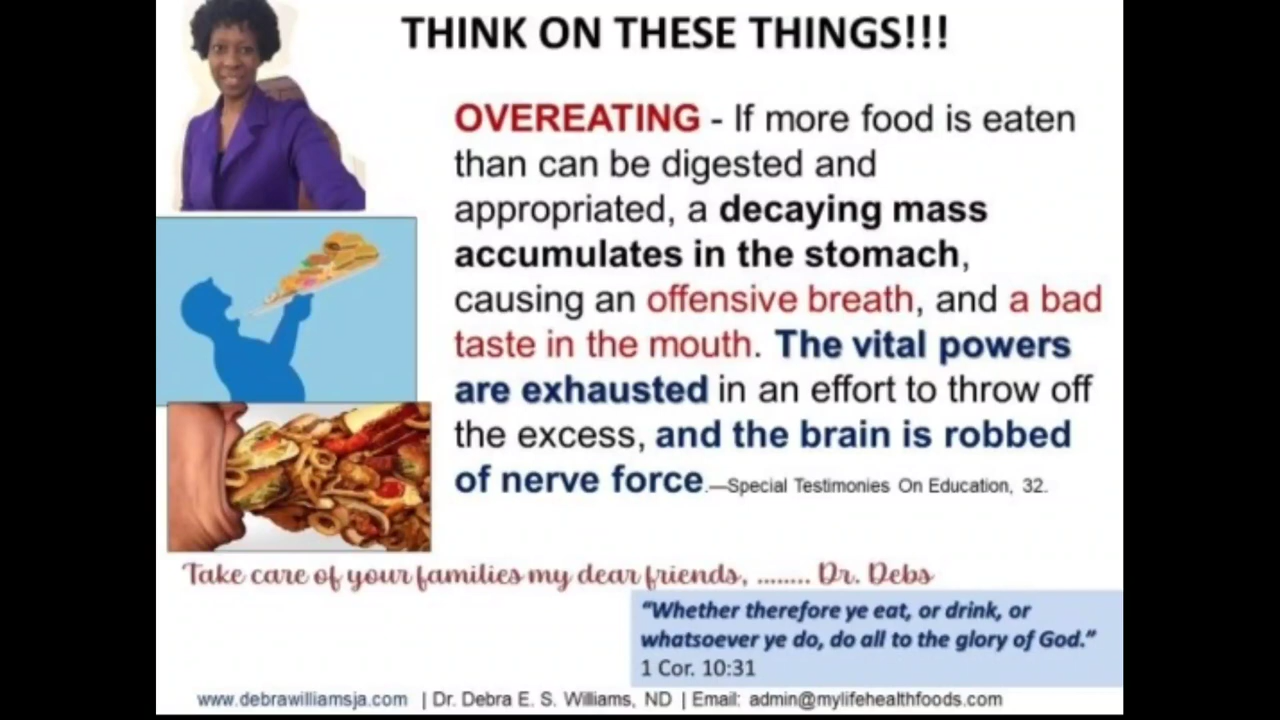 THINK ON THESE THINGS!!!
OVEREATING - If more food is eaten
than can be digested and
appropriated, a decaying mass
accumulates in the stomach,
causing an offensive breath, and a bad
taste in the mouth. The vital powers
are exhausted in an effort to throw off
the excess, and the brain is robbed
of nerve force.—Special Testimonies On Education, 32.
Take care of your families my dear friends, ........ Dr. Debs
“Whether therefore ye eat, or drink, or
whatsoever ye do, do all to the glory of God.”
1 Cor. 10:31
www.debrawilliamsja.com | Dr. Debra E. S. Williams, ND | Email: admin@mylifehealthfoods.com